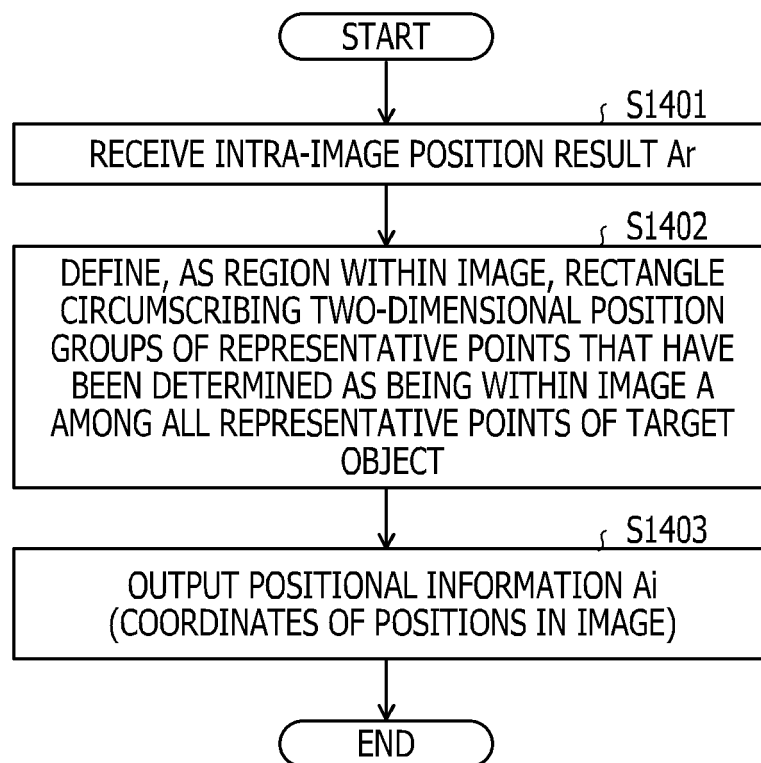 START
S1401
RECEIVE INTRA-IMAGE POSITION RESULT Ar
S1402
DEFINE, AS REGION WITHIN IMAGE, RECTANGLE
CIRCUMSCRIBING TWO-DIMENSIONAL POSITION
GROUPS OF REPRESENTATIVE POINTS THAT HAVE
BEEN DETERMINED AS BEING WITHIN IMAGE A
AMONG ALL REPRESENTATIVE POINTS OF TARGET
OBJECT
S1403
OUTPUT POSITIONAL INFORMATION Ai
(COORDINATES OF POSITIONS IN IMAGE)
END